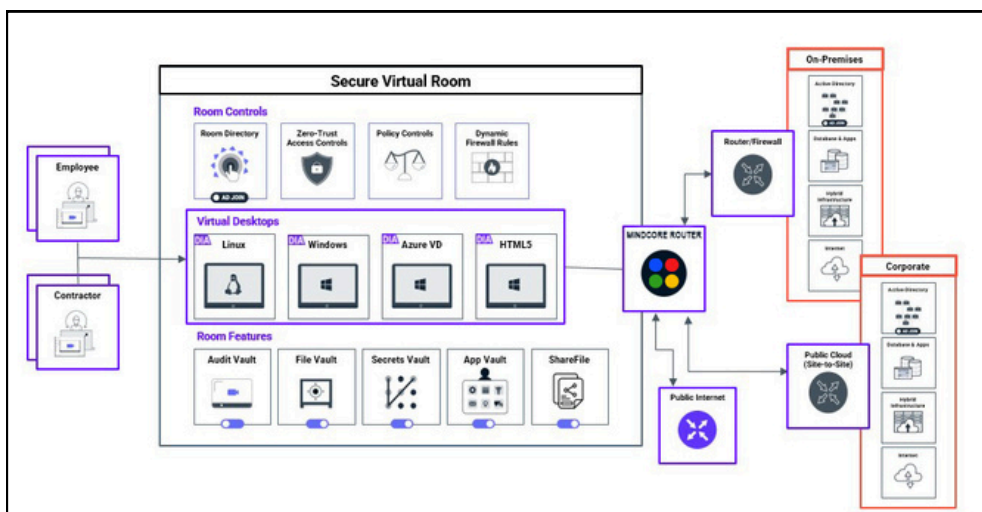 Secure Virtual Room
Room Controls
Room Directory
AD JOIN
Zero-Trust
Access Controls
Policy Controls
Dynamic
Firewall Rules
Employee
Contractor
Virtual Desktops
DIA
Linux
DIA
Windows
DIA
Azure VD
DIA
HTML5
Room Features
Audit Vault
File Vault
Secrets Vault
App Vault
ShareFile
MINDCORE ROUTER
Router/Firewall
Public Internet
Public Cloud
(Site-to-Site)
On-Premises
Active Directory
AD JOIN
Database & Apps
Hybrid
Infrastructure
Internet
Corporate
Active Directory
AD JOIN
Database & Apps
Hybrid
Infrastructure
Internet